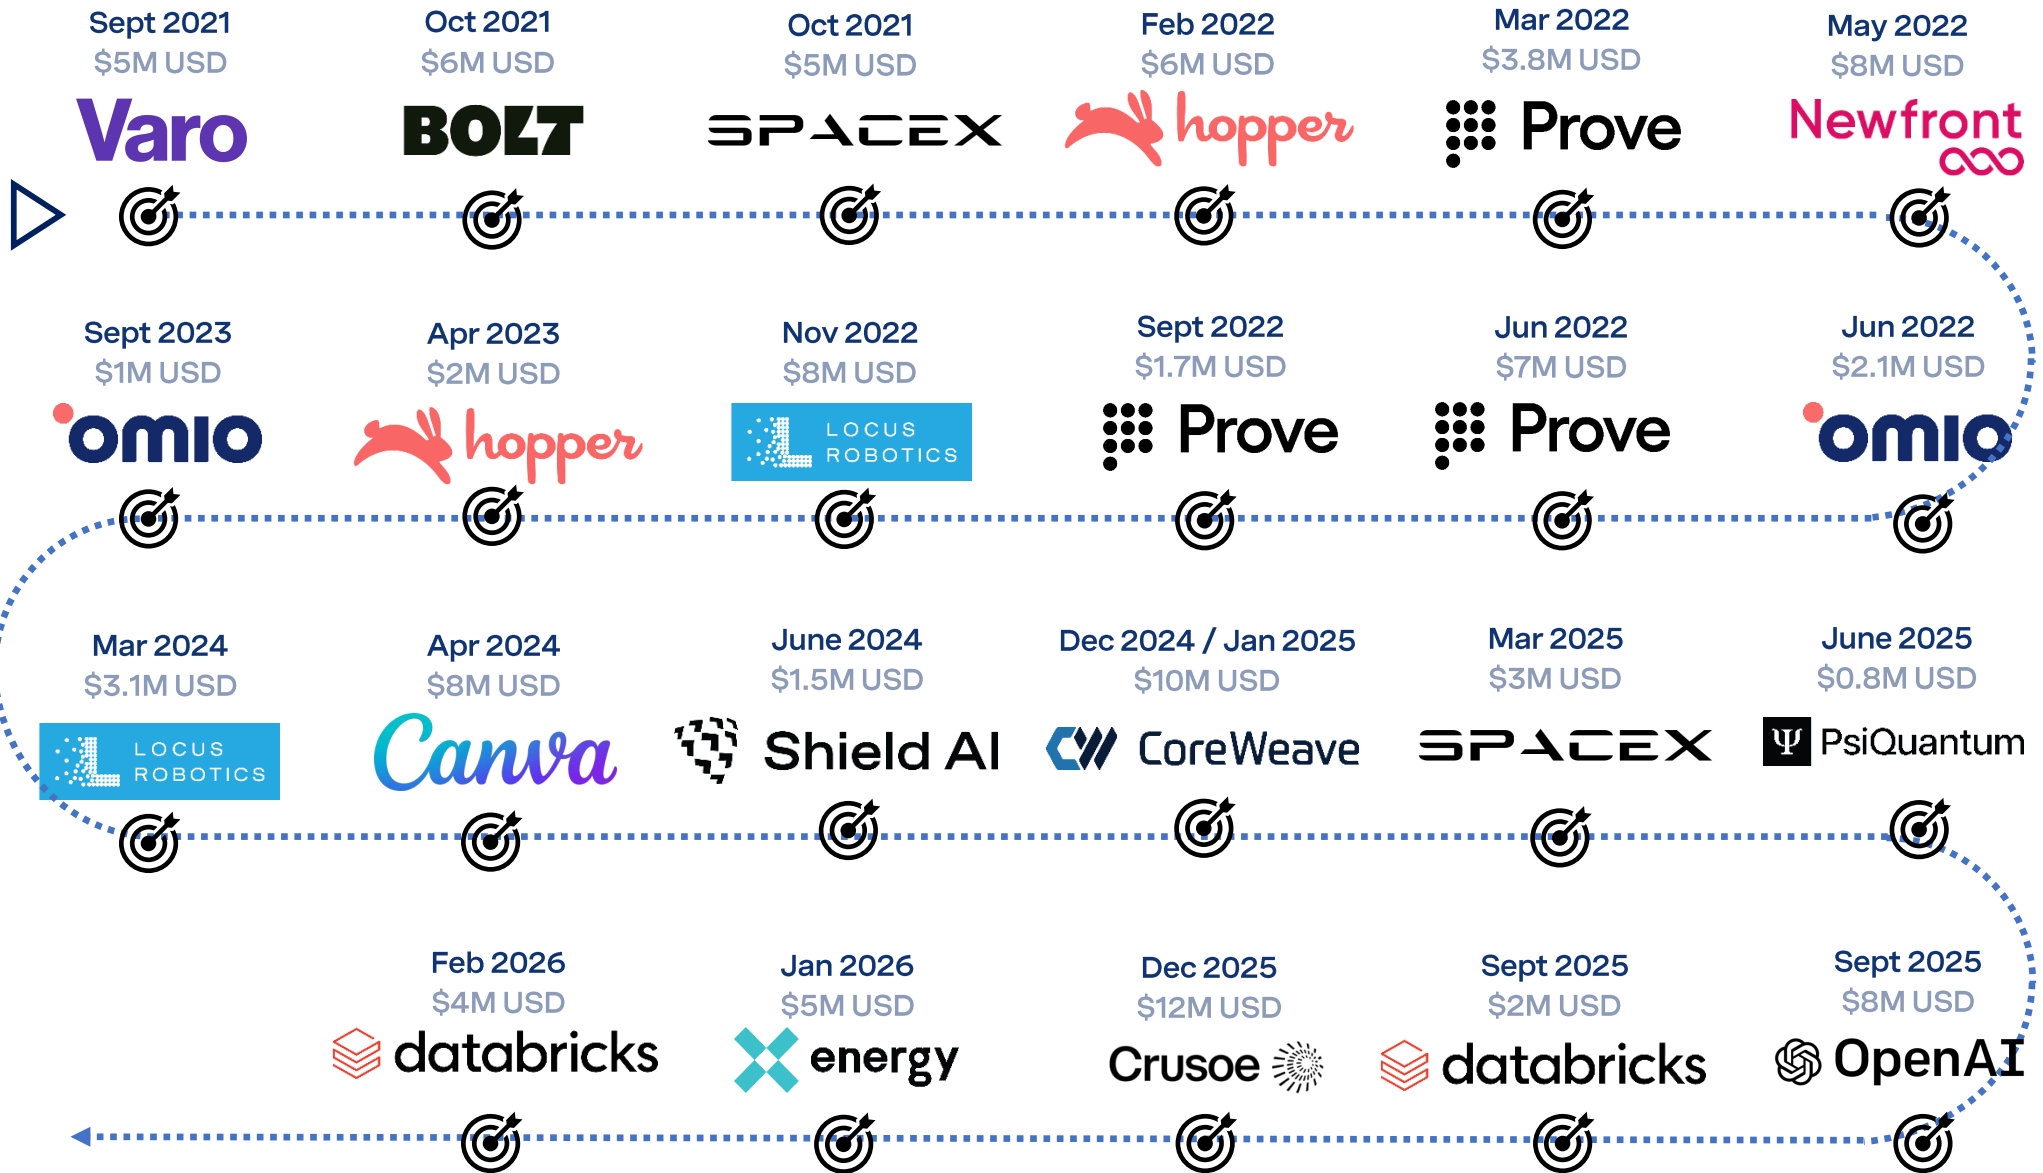 Sept 2021
$5M USD
Varo
Oct 2021
$6M USD
BOLT
Oct 2021
$5M USD
SPACEX
Feb 2022
$6M USD
hopper
Mar 2022
$3.8M USD
Prove
May 2022
$8M USD
Newfront
Sept 2023
$1M USD
omio
Apr 2023
$2M USD
hopper
Nov 2022
$8M USD
LOCUS
ROBOTICS
Sept 2022
$1.7M USD
Prove
Jun 2022
$7M USD
Prove
Jun 2022
$2.1M USD
omio
Mar 2024
$3.1M USD
LOCUS
ROBOTICS
Apr 2024
$8M USD
Canva
June 2024
$1.5M USD
Shield AI
Dec 2024 / Jan 2025
$10M USD
CoreWeave
Mar 2025
$3M USD
SPACEX
June 2025
$0.8M USD
Ψ PsiQuantum
Feb 2026
$4M USD
databricks
Jan 2026
$5M USD
energy
Dec 2025
$12M USD
Crusoe
Sept 2025
$2M USD
databricks
Sept 2025
$8M USD
OpenAI